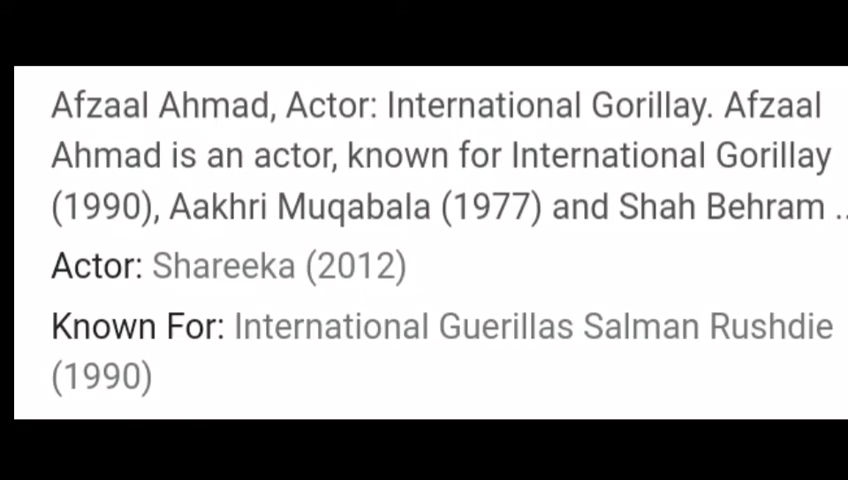 Afzaal Ahmad, Actor: International Gorillay. Afzaal
Ahmad is an actor, known for International Gorillay
(1990), Aakhri Muqabala (1977) and Shah Behram ..
Actor: Shareeka (2012)
Known For: International Guerillas Salman Rushdie
(1990)